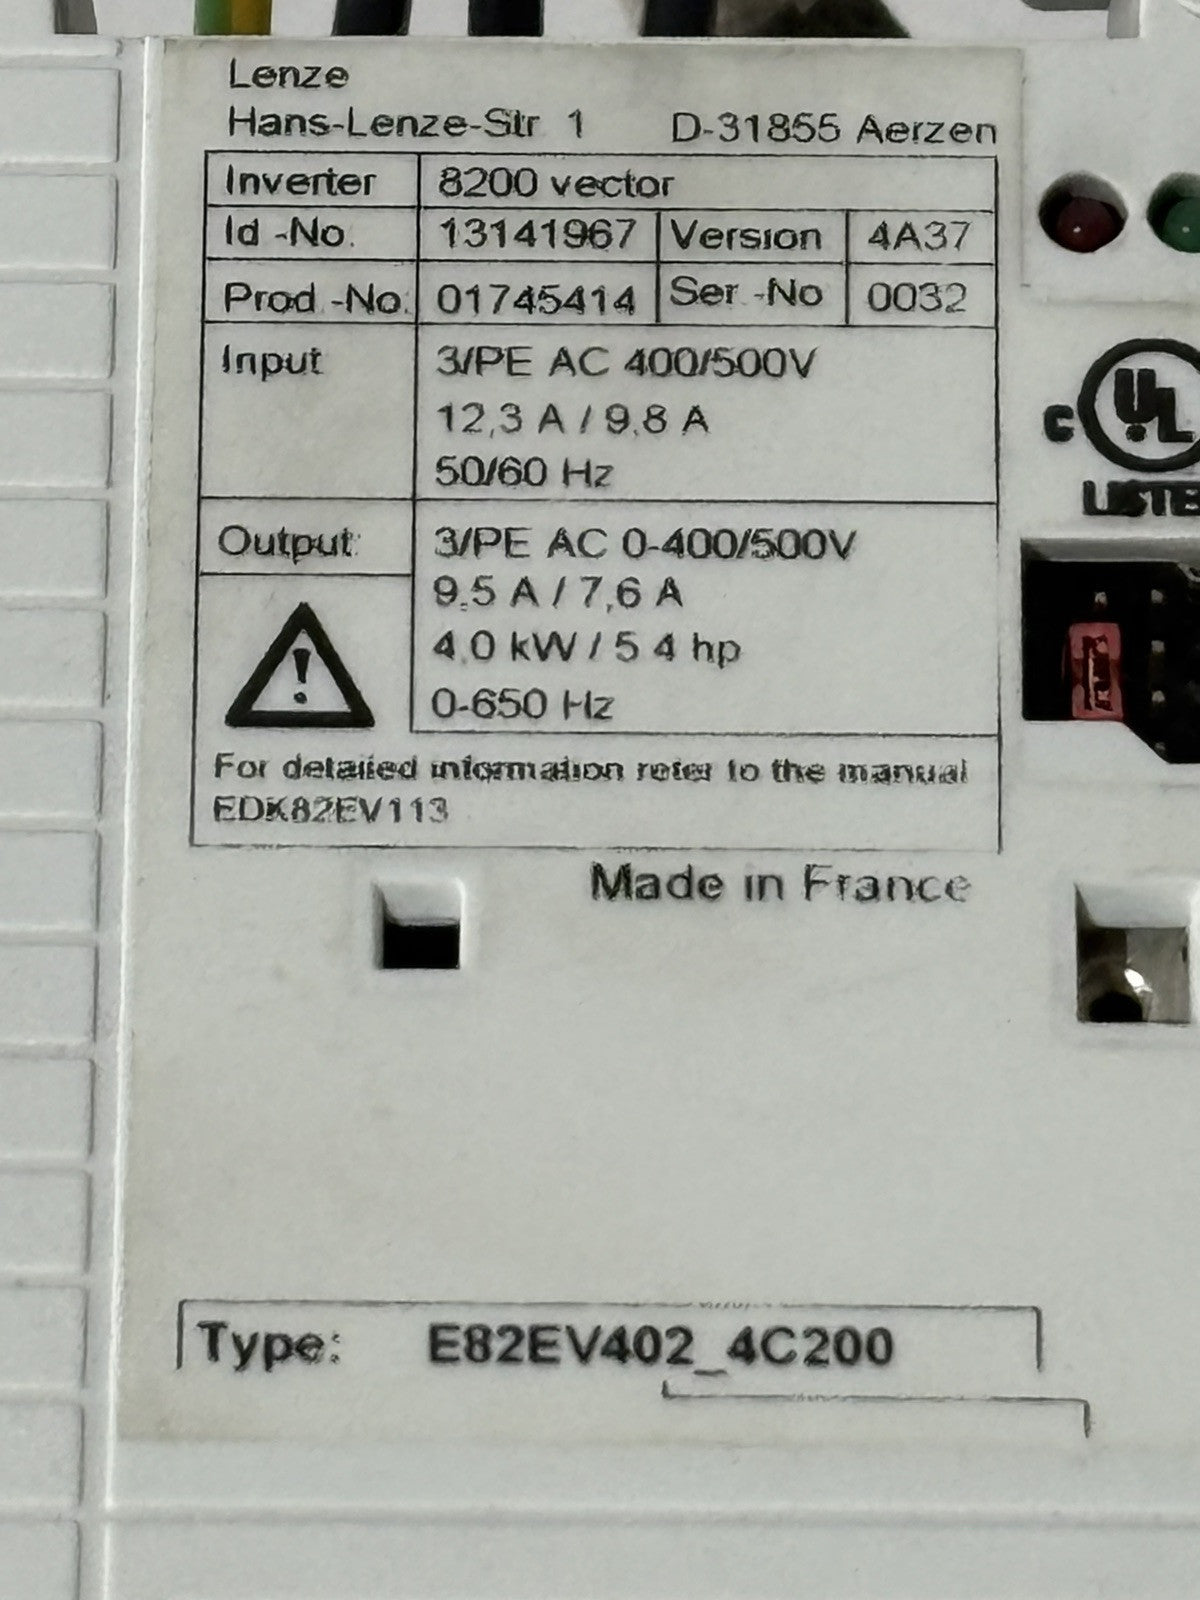 Lenze
Hans-Lenze-Str 1 D-31855 Aerzen
Inverter 8200 vector
Id -No. 13141967 Version 4A37
Prod -No. 01745414 Ser -No 0032
Input 3/PE AC 400/500V
12,3 A / 9.8 A
50/60 Hz
Output 3/PE AC 0-400/500V
9.5 A / 7,6 A
4.0 kW / 5 4 hp
0-650 Hz
For detailed information refer to the manual
EDK82EV113
Made in France
C UL
LISTE
Type: E82EV402_4C200